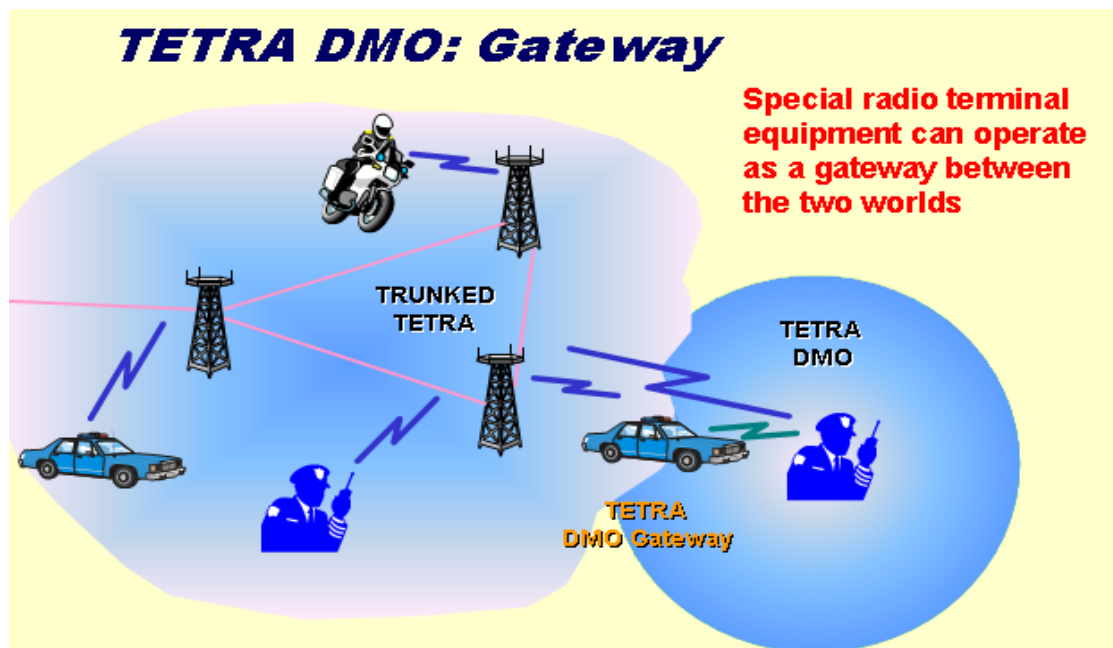 TETRA DMO: Gateway
Special radio terminal
equipment can operate
as a gateway between
the two worlds
TRUNKED
TETRA
TETRA
DMO
TETRA
DMO Gateway